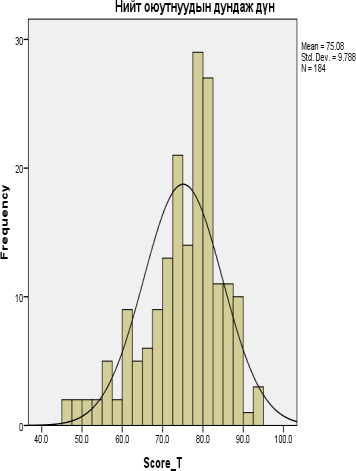 Нийт оюутнуудын дундаж дүн
Mean = 75.08
Std. Dev. = 9.788
N = 184
Frequency
30
20
10
0
40.0 50.0 60.0 70.0 80.0 90.0 100.0
Score_T